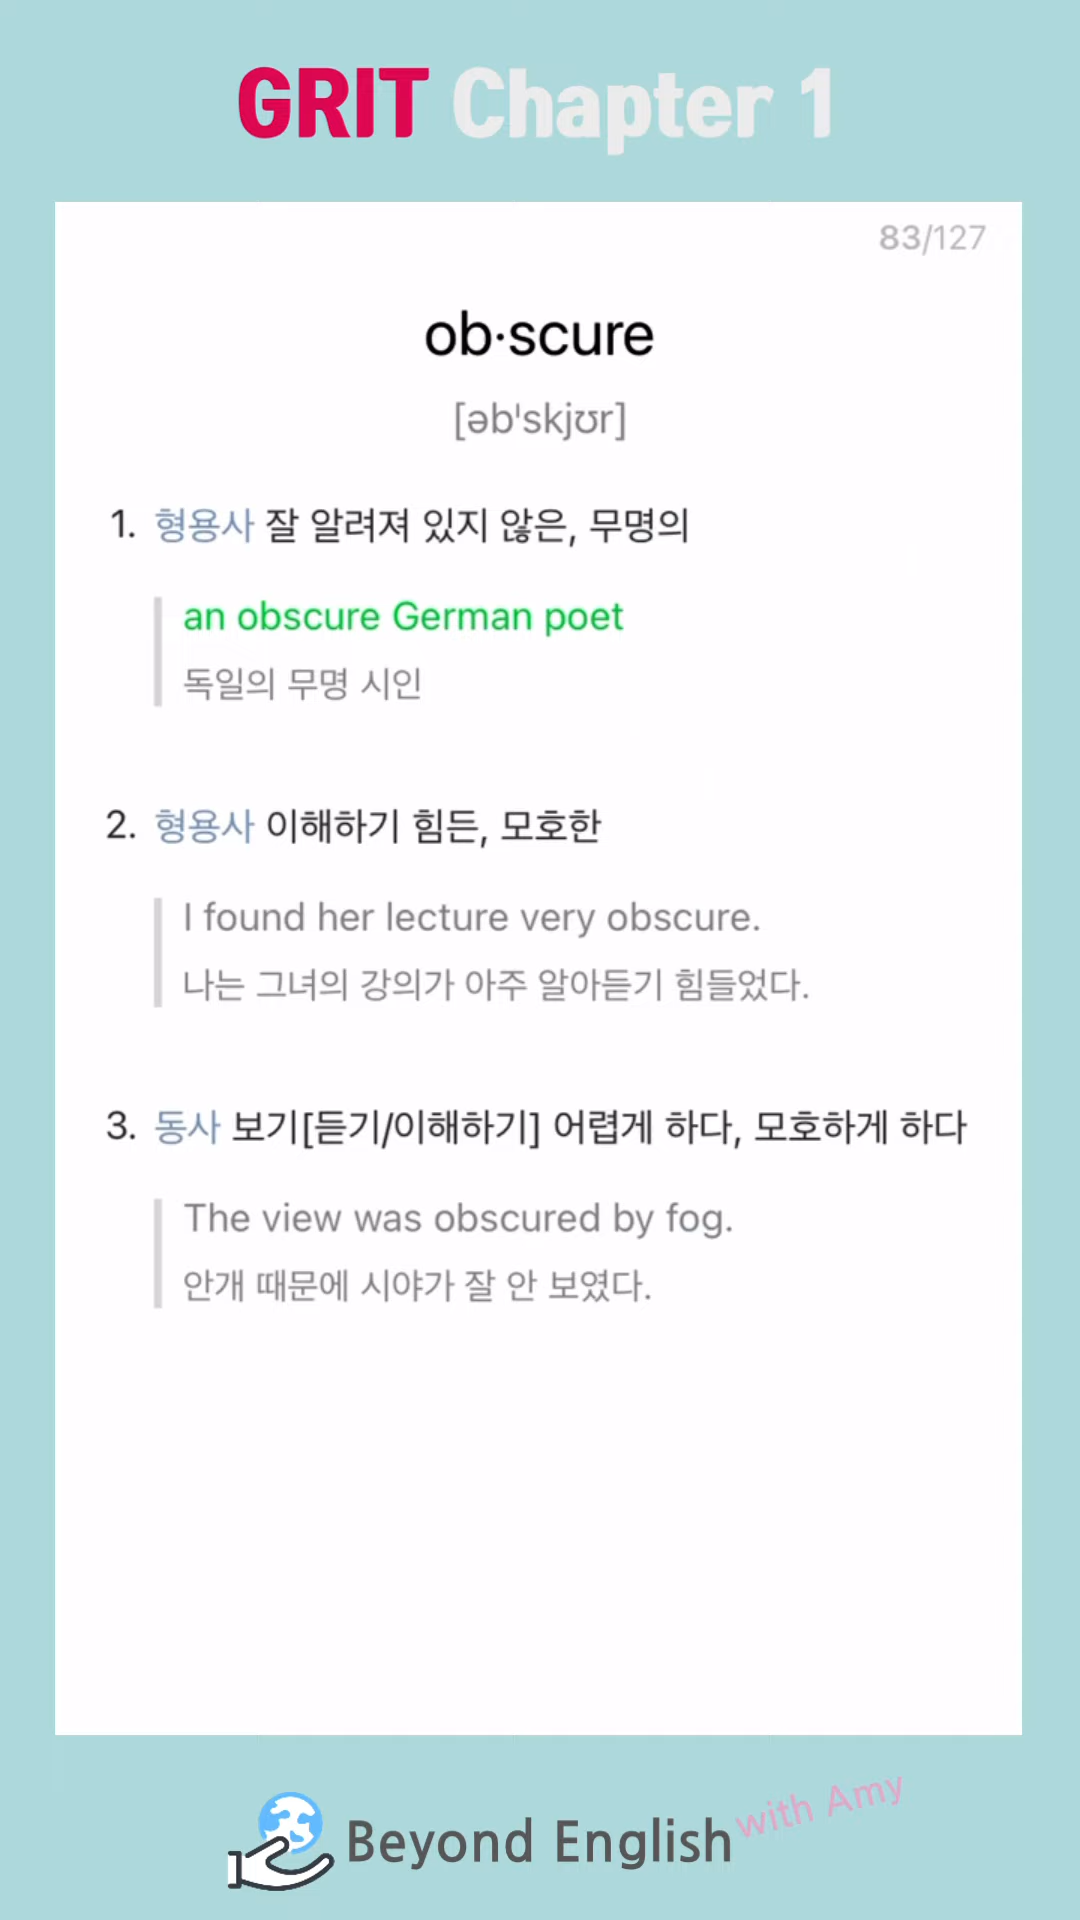 GRIT Chapter 1
83/127
ob·scure
[əb'skjʊr]
1. 형용사 잘 알려져 있지 않은, 무명의
an obscure German poet
독일의 무명 시인
2. 형용사 이해하기 힘든, 모호한
I found her lecture very obscure.
나는 그녀의 강의가 아주 알아듣기 힘들었다.
3. 동사 보기[듣기/이해하기] 어렵게 하다, 모호하게 하다
The view was obscured by fog.
안개 때문에 시야가 잘 안 보였다.
Beyond English with Amy